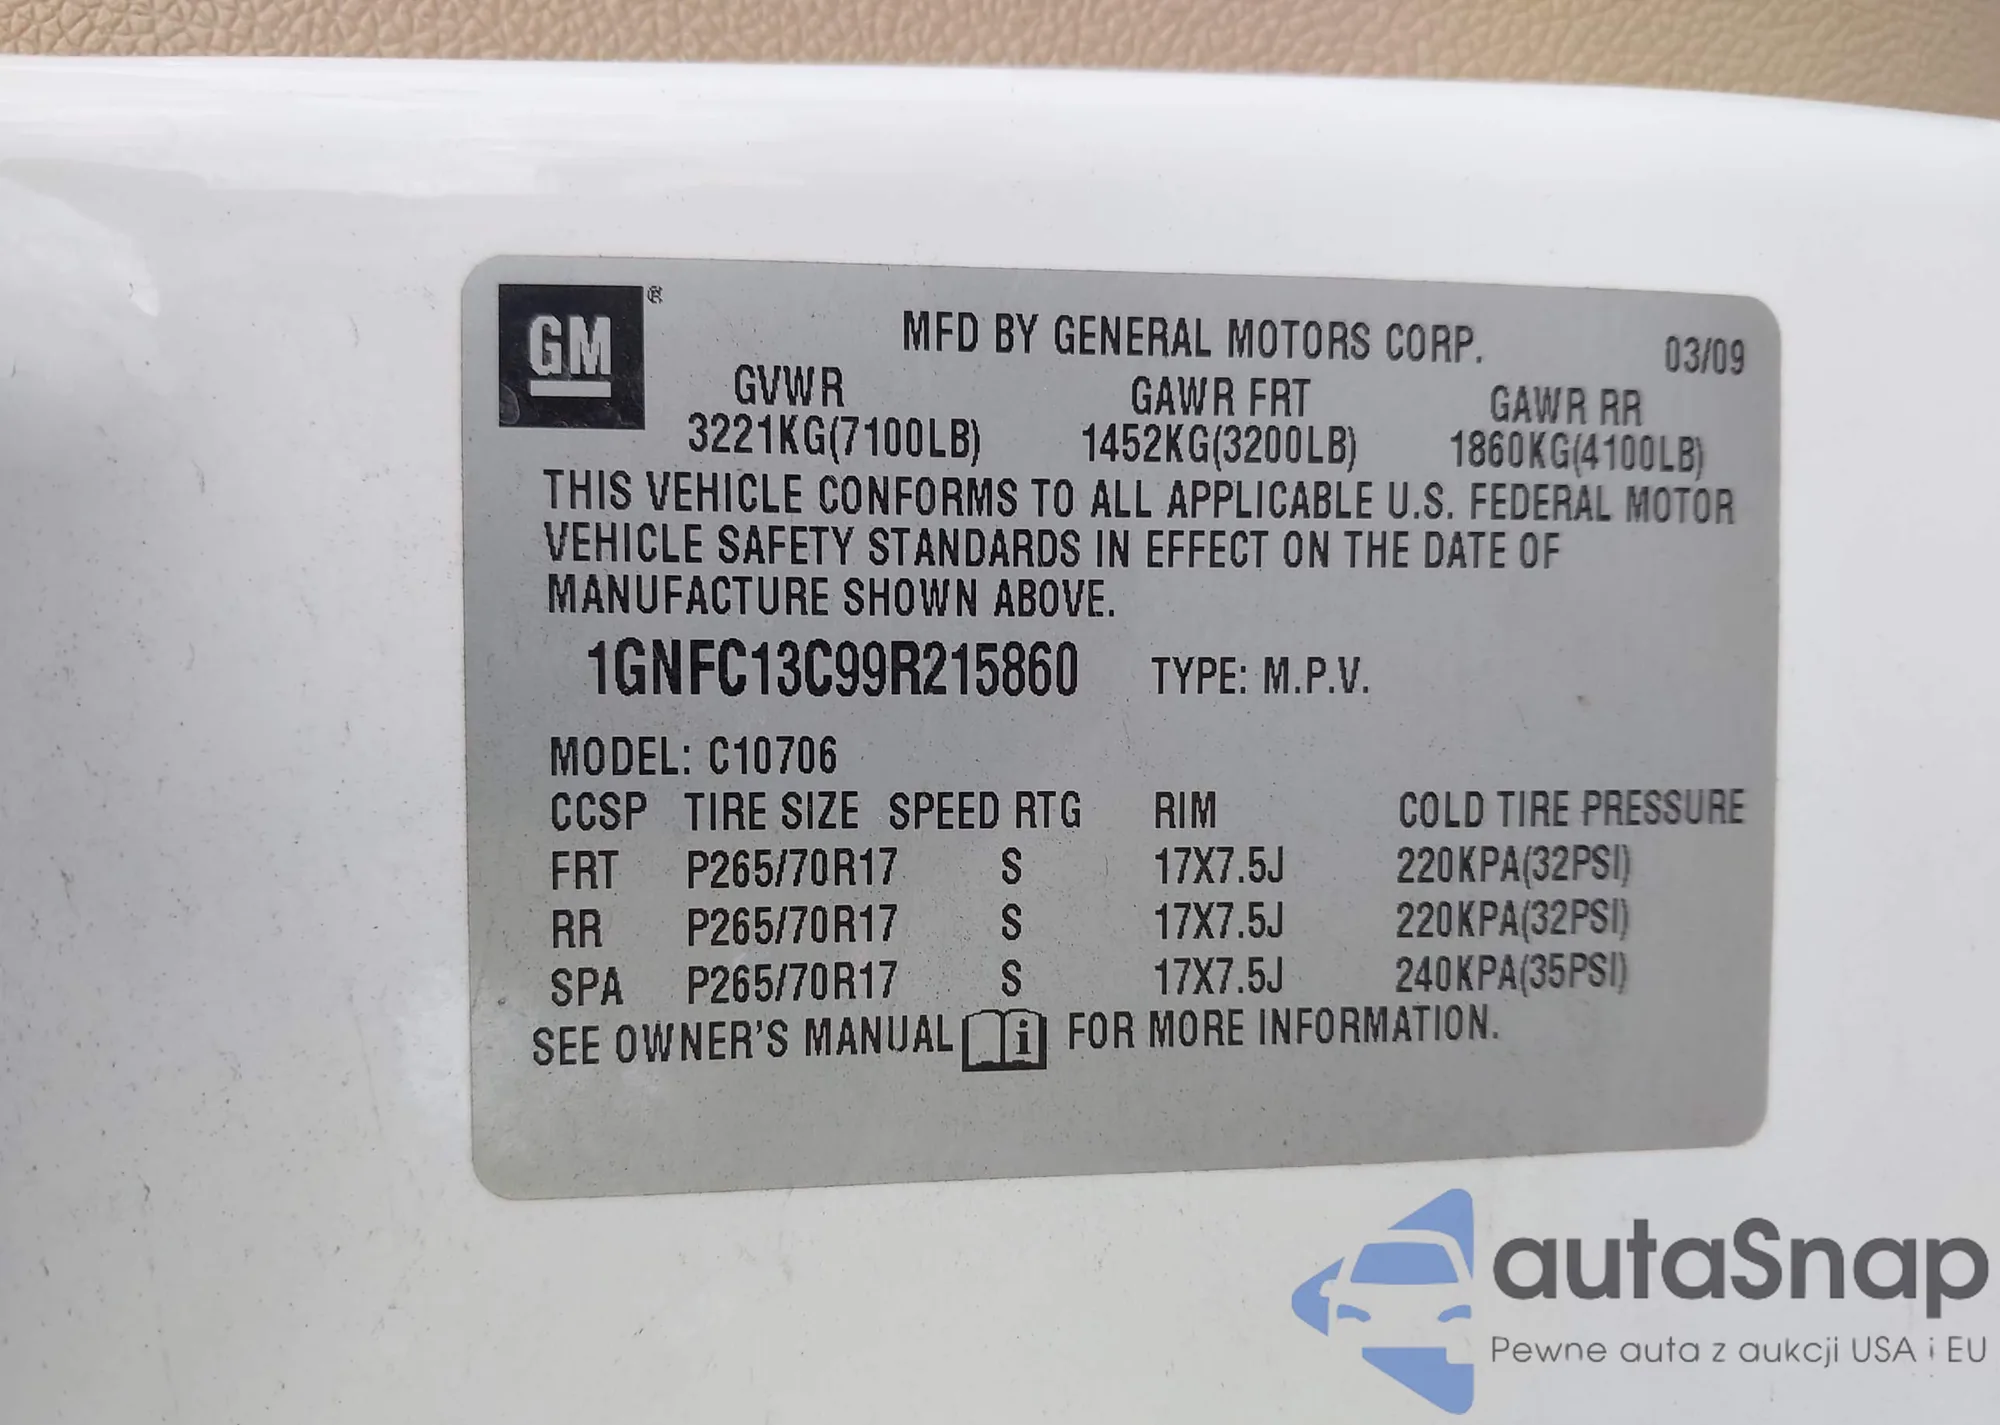 GM ®
MFD BY GENERAL MOTORS CORP. 03/09
GVWR GAWR FRT GAWR RR
3221KG(7100LB) 1452KG(3200LB) 1860KG(4100LB)
THIS VEHICLE CONFORMS TO ALL APPLICABLE U.S. FEDERAL MOTOR
VEHICLE SAFETY STANDARDS IN EFFECT ON THE DATE OF
MANUFACTURE SHOWN ABOVE.
1GNFC13C99R215860 TYPE: M.P.V.
MODEL: C10706
CCSP TIRE SIZE SPEED RTG RIM COLD TIRE PRESSURE
FRT P265/70R17 S 17X7.5J 220KPA(32PSI)
RR P265/70R17 S 17X7.5J 220KPA(32PSI)
SPA P265/70R17 S 17X7.5J 240KPA(35PSI)
SEE OWNER'S MANUAL i FOR MORE INFORMATION.
autaSnap
Pewne auta z aukcji USA i EU